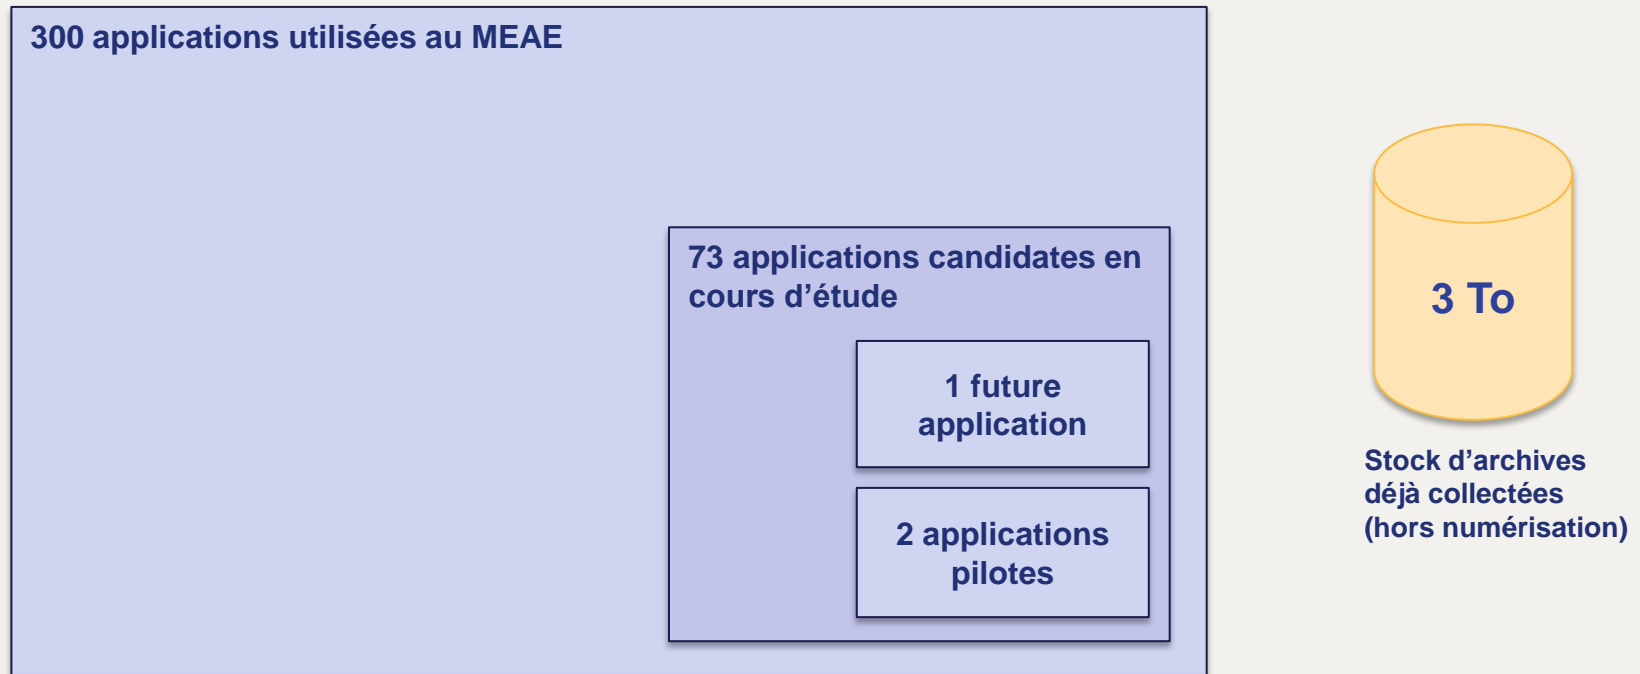 300 applications utilisées au MEAE
73 applications candidates en
cours d’étude
1 future
application
2 applications
pilotes
3 To
Stock d’archives
déjà collectées
(hors numérisation)